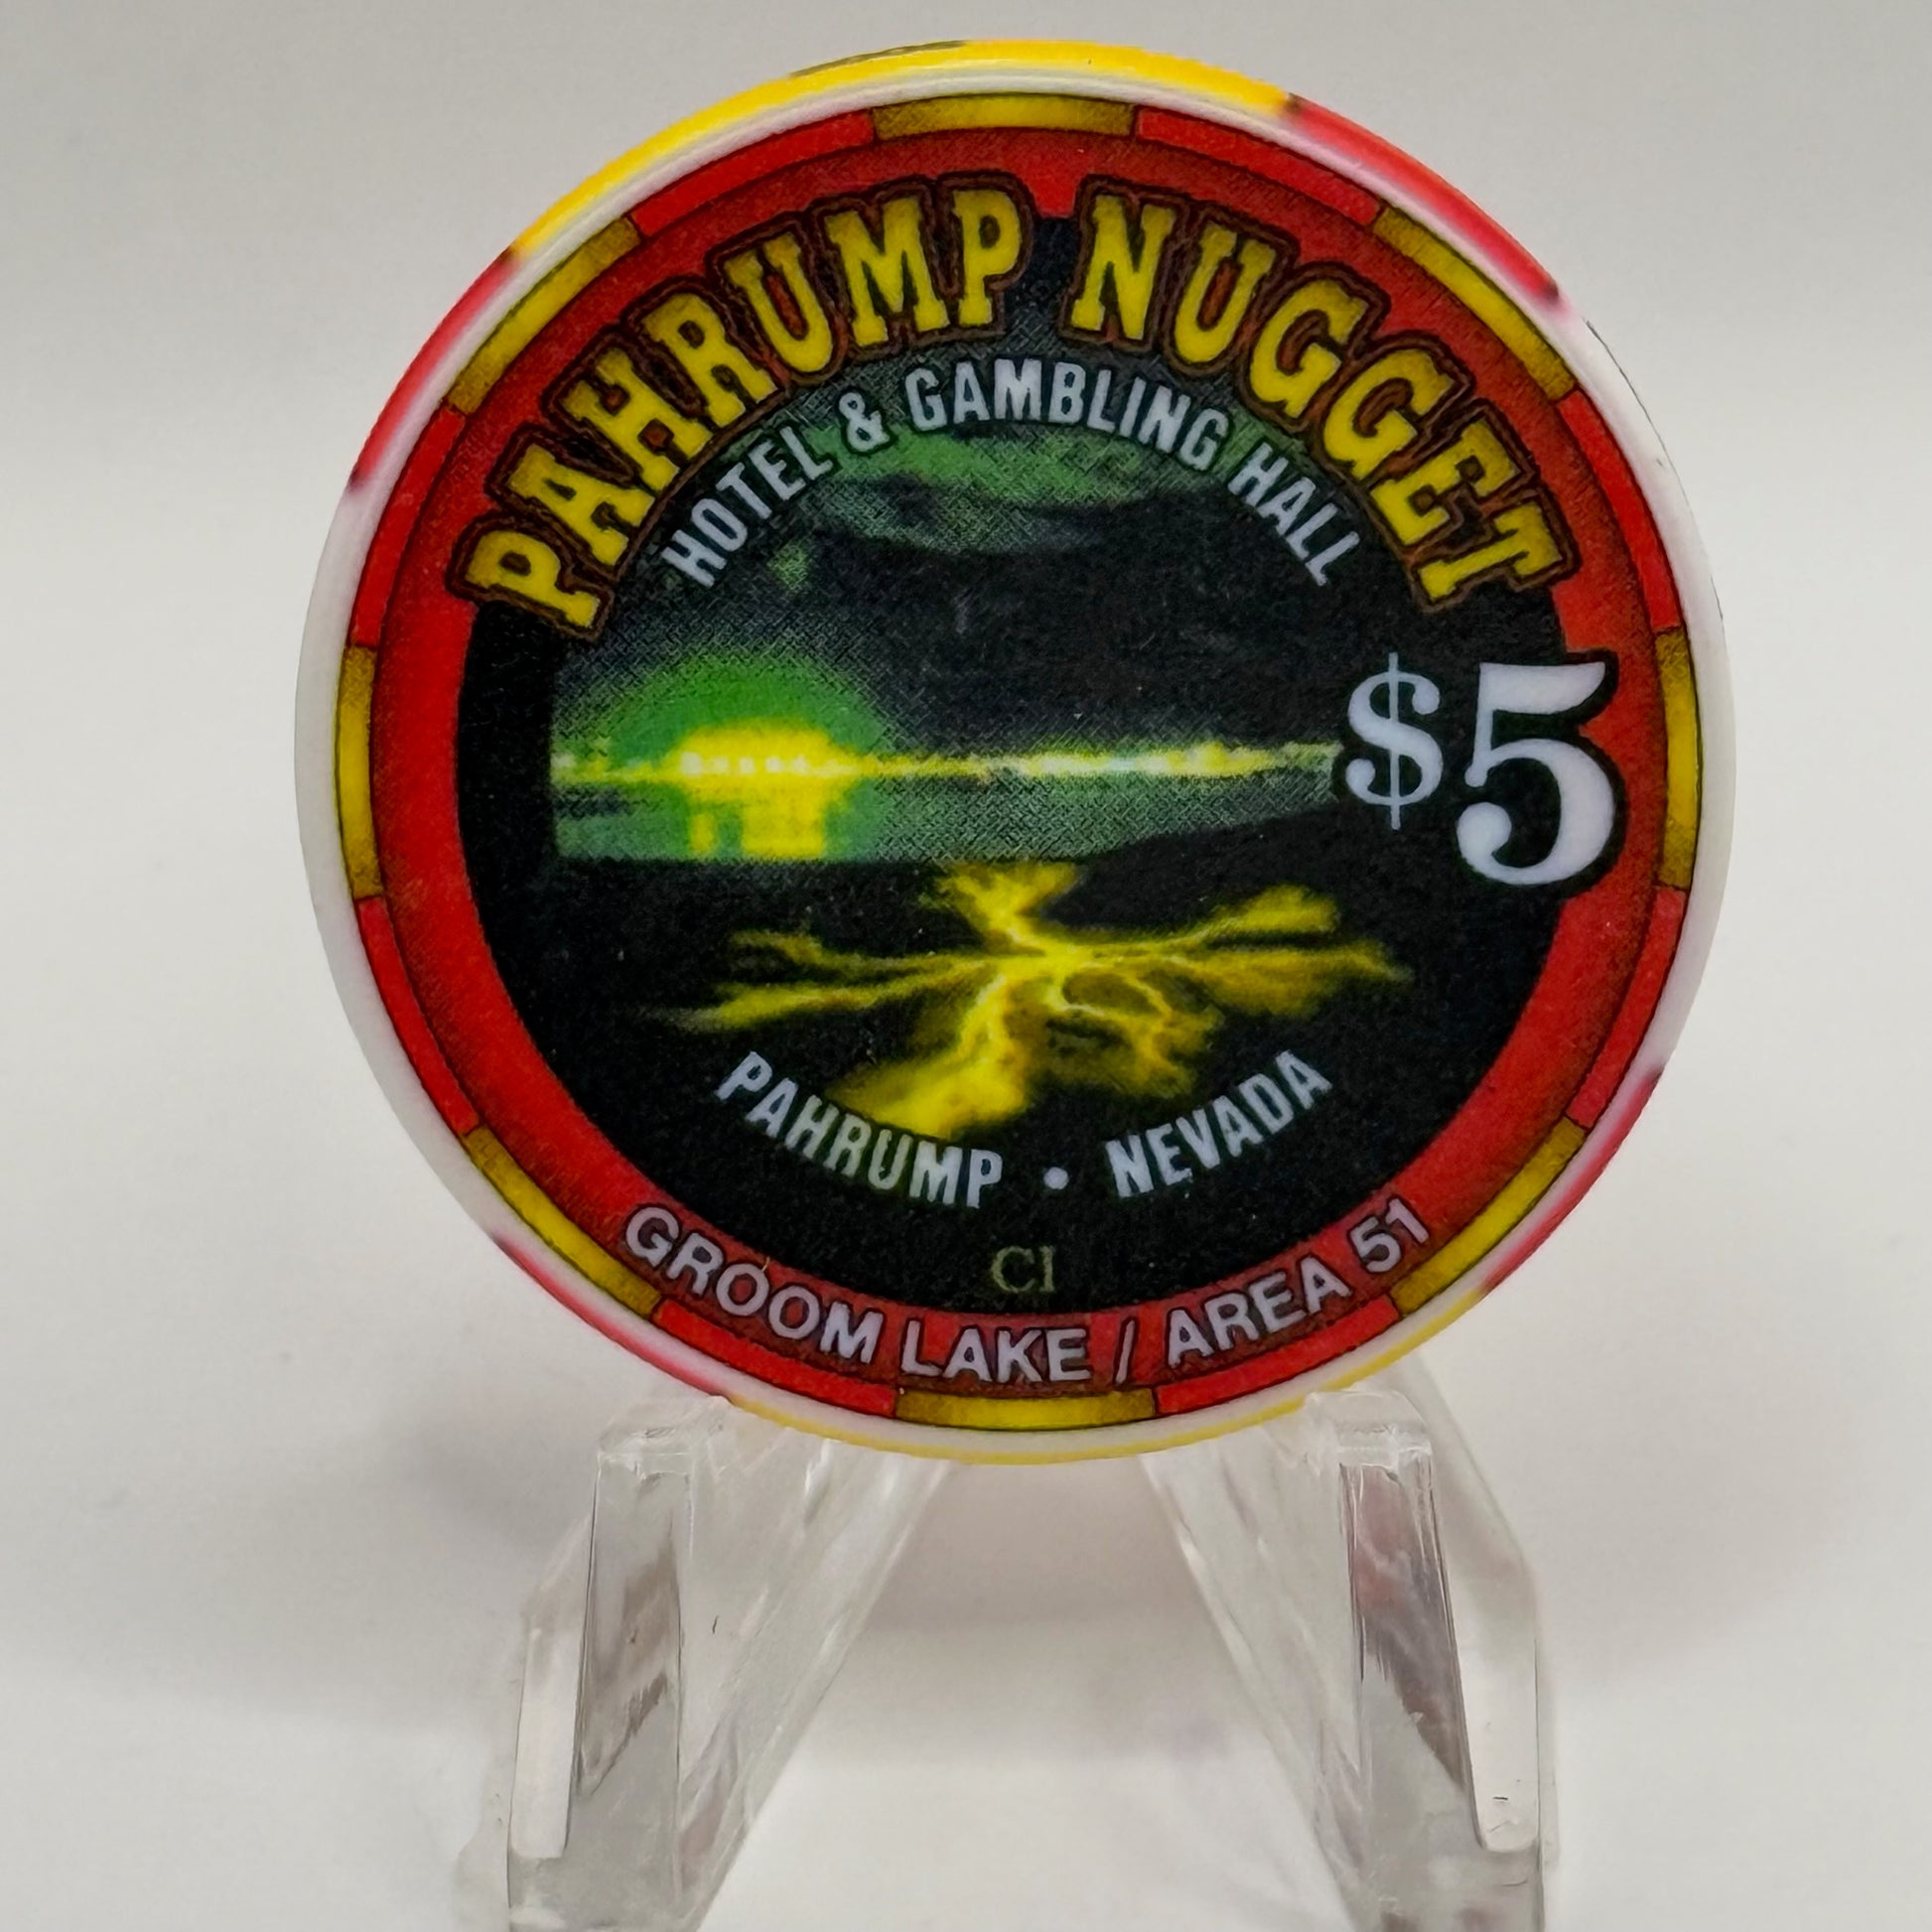 PAHRUMP NUGGET
HOTEL & GAMBLING HALL
$5
PAHRUMP • NEVADA
CI
GROOM LAKE / AREA 51